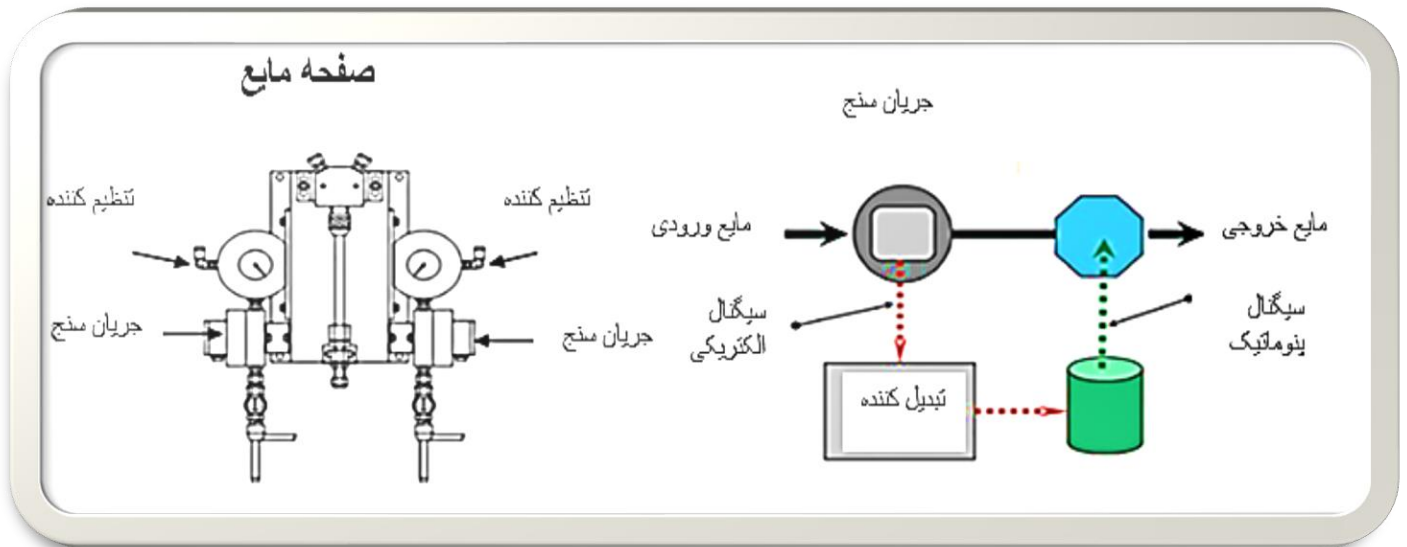 صفحه مایع
تنظیم کننده
تنظیم کننده
جریان سنج
جریان سنج
جریان سنج
مایع ورودی
مایع خروجی
سیگنال
الکتریکی
سیگنال
پنوماتیک
تبدیل کننده